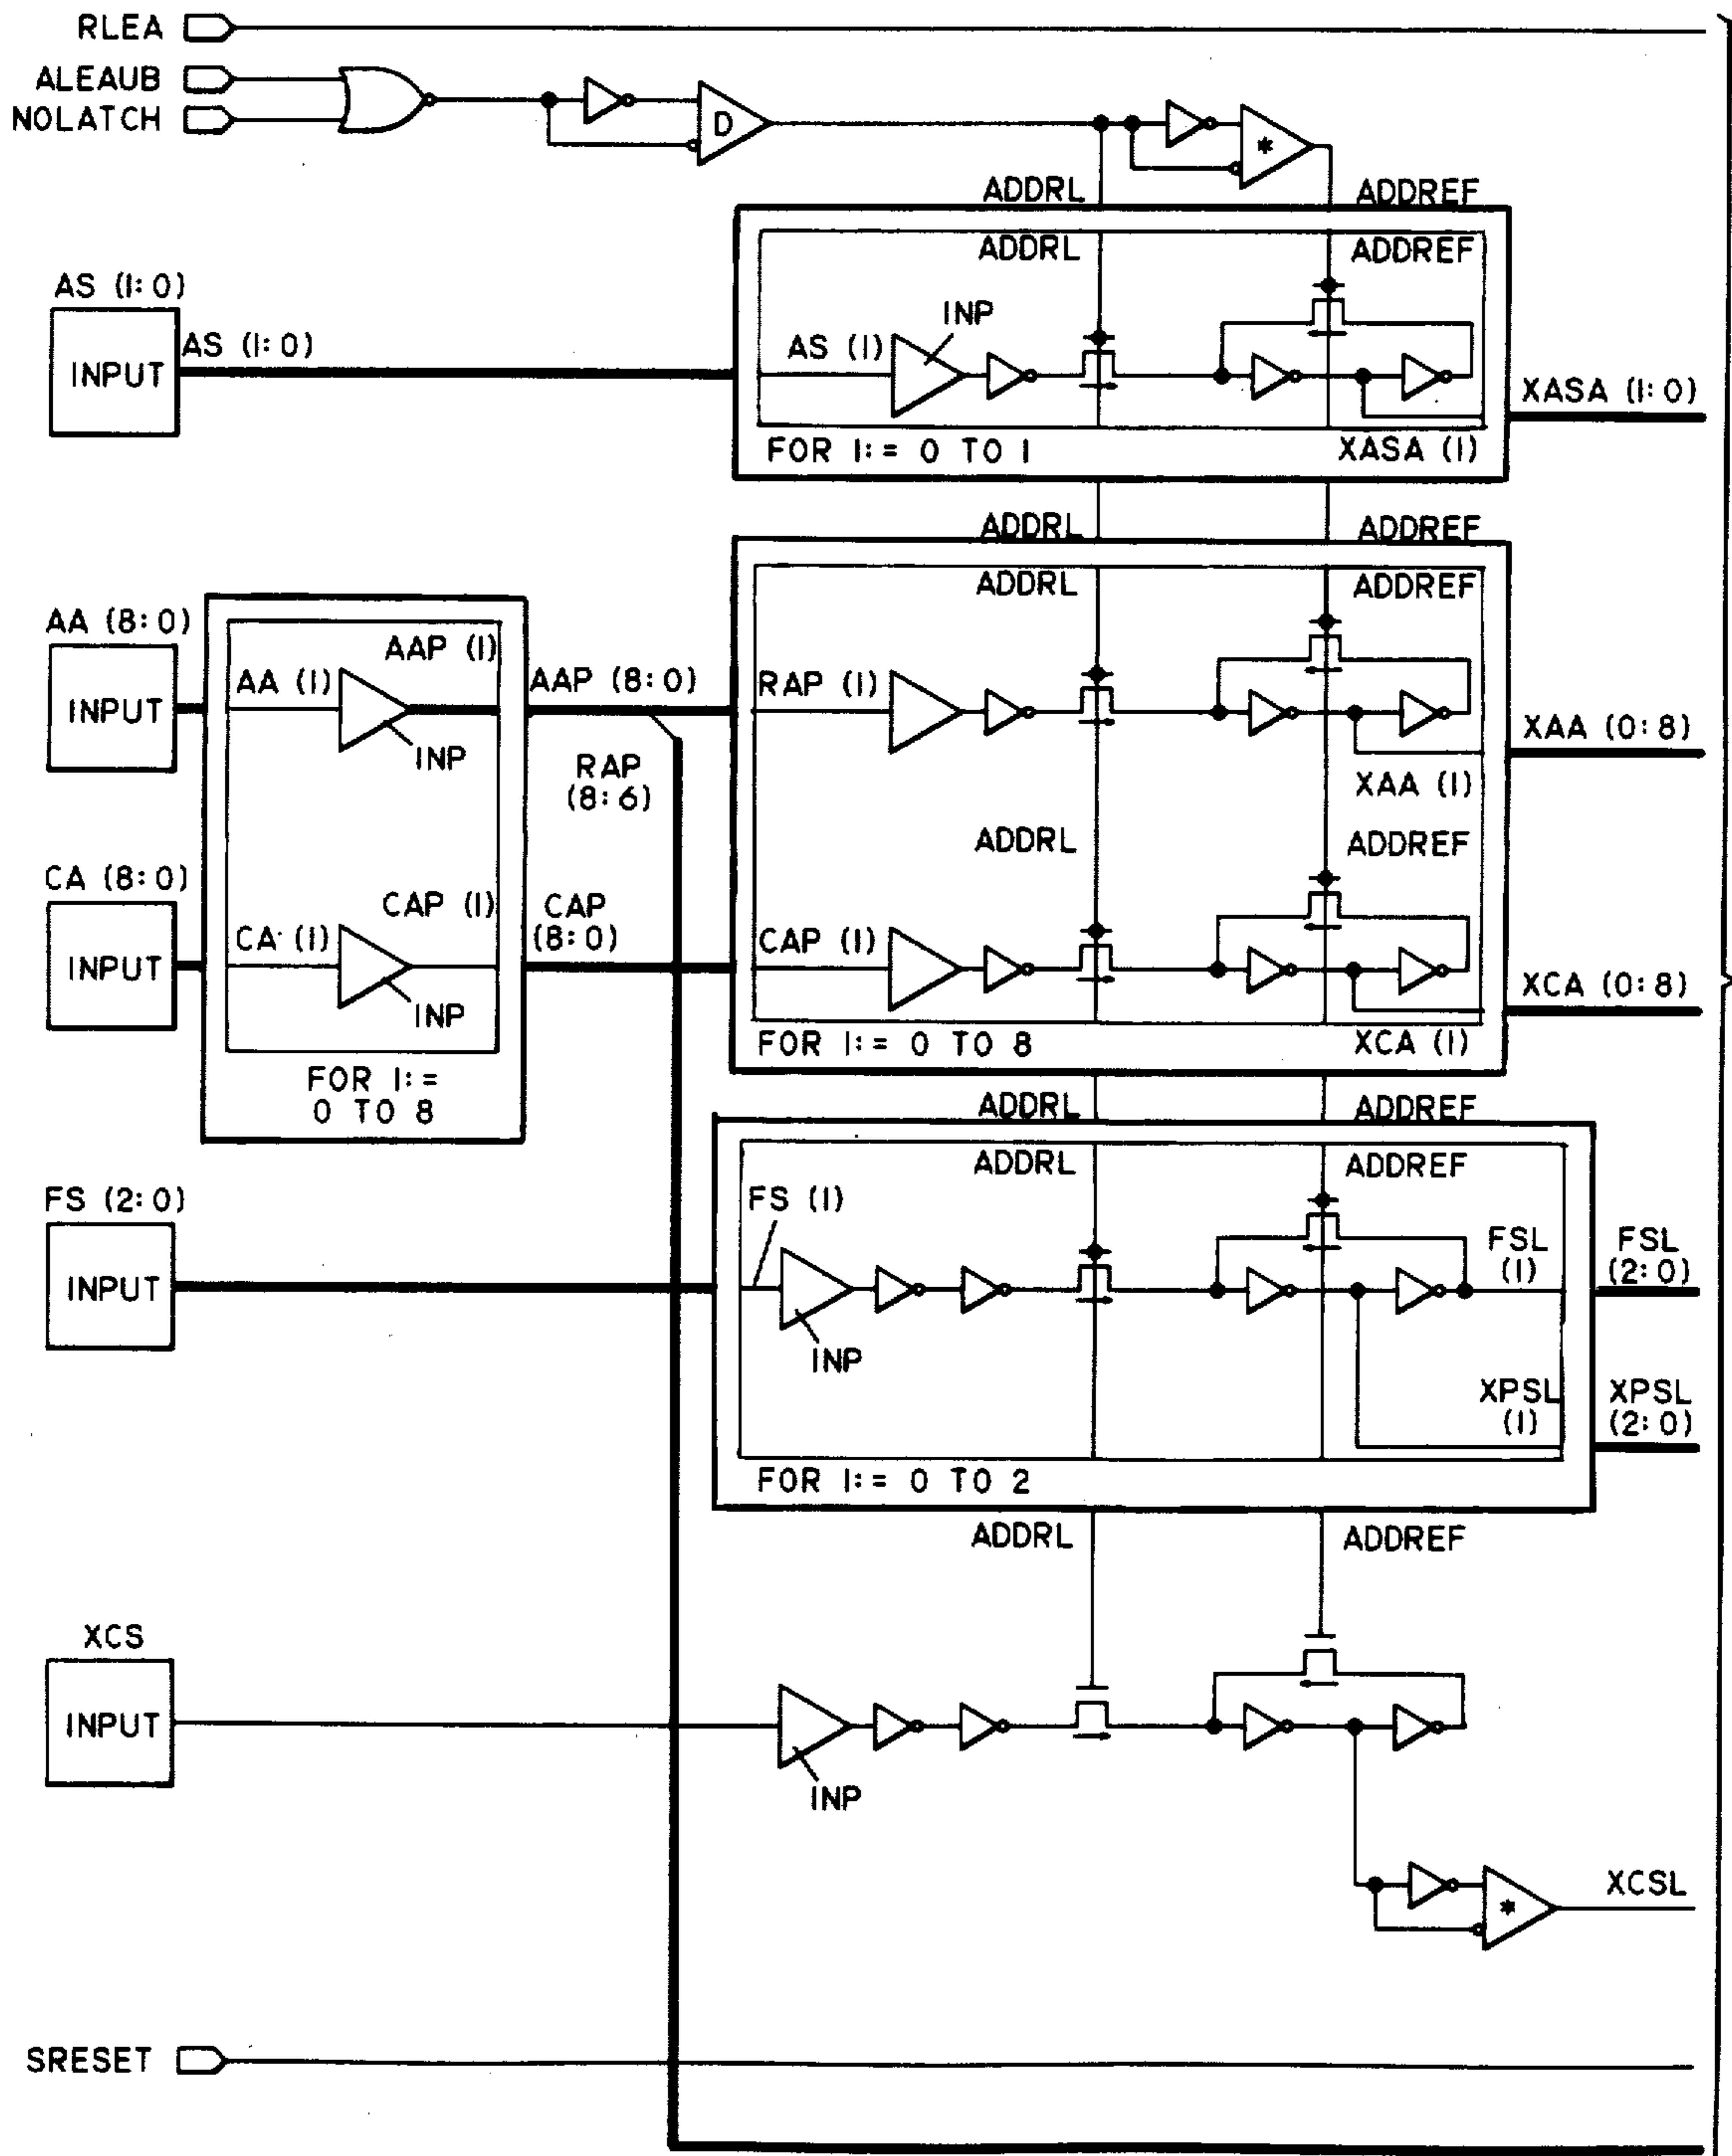 RLEA
ALEAUB
NOLATCH
D
*
ADDRL
ADDREF
ADDRL
ADDREF
AS (1:0)
INPUT
AS (1:0)
AS (I)
INP
FOR I:= 0 TO 1
XASA (I)
XASA (1:0)
ADDRL
ADDREF
ADDRL
ADDREF
AA (8:0)
INPUT
AA (I)
AAP (I)
INP
AAP (8:0)
RAP
(8:6)
RAP (I)
XAA (I)
XAA (0:8)
ADDRL
ADDREF
CA (8:0)
INPUT
CA (I)
CAP (I)
INP
CAP
(8:0)
CAP (I)
XCA (0:8)
FOR I:= 0 TO 8
XCA (I)
FOR I:=
0 TO 8
ADDRL
ADDREF
ADDRL
ADDREF
FS (2:0)
INPUT
FS (I)
INP
FSL
(I)
FSL
(2:0)
XPSL
(I)
XPSL
(2:0)
FOR I:= 0 TO 2
ADDRL
ADDREF
XCS
INPUT
INP
*
XCSL
SRESET